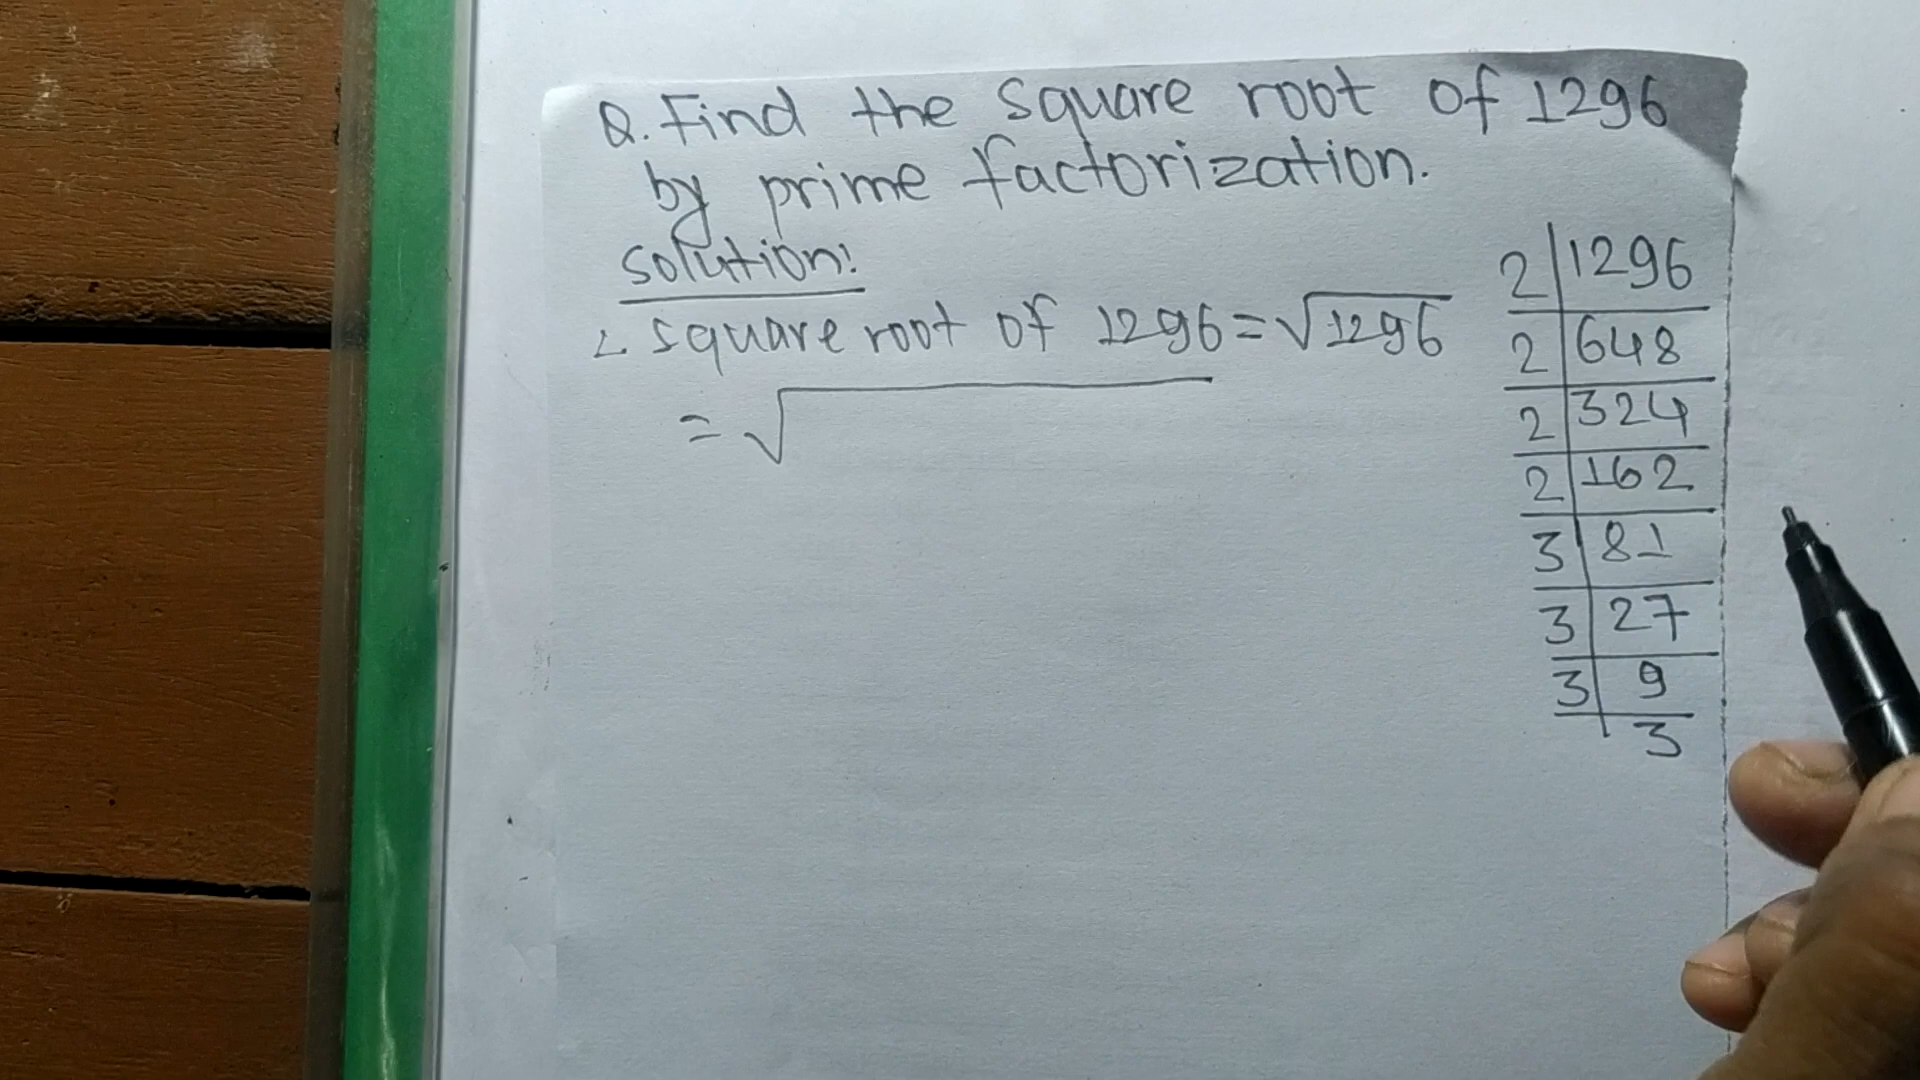 Q. Find the square root of 1296
by prime factorization.
Solution:
∴ square root of 1296 = √1296
= √
2 | 1296
2 | 648
2 | 324
2 | 162
3 | 81
3 | 27
3 | 9
3